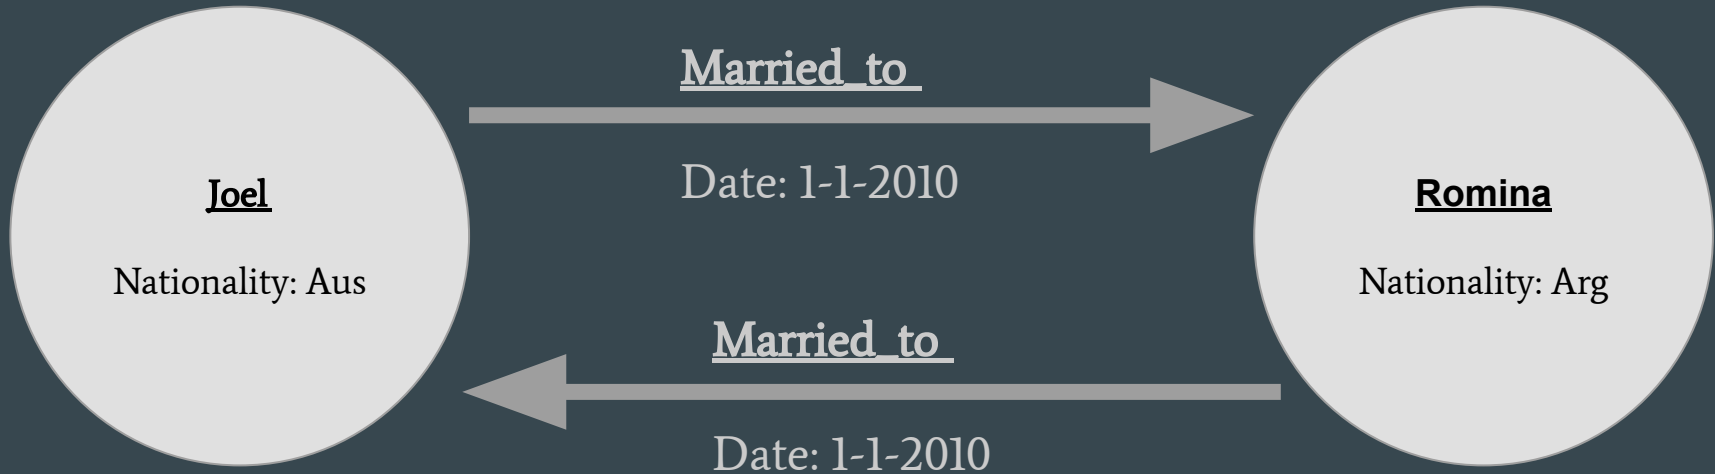 Married_to
Date: 1-1-2010
Joel
Nationality: Aus
Romina
Nationality: Arg
Married_to
Date: 1-1-2010